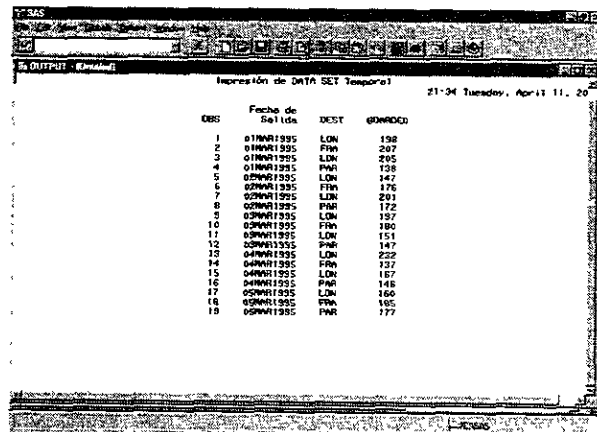 SAS
OUTPUT - (Untitled)
Impresión de DATA SET Temporal
21:34 Tuesday, April 11, 20
Fecha de
OBS Salida DEST BOARDED
1 01MAR1995 LON 198
2 01MAR1995 FRA 207
3 01MAR1995 LON 205
4 01MAR1995 PAR 138
5 02MAR1995 LON 147
6 02MAR1995 FRA 176
7 02MAR1995 LON 201
8 02MAR1995 PAR 172
9 03MAR1995 LON 197
10 03MAR1995 FRA 180
11 03MAR1995 LON 151
12 03MAR1995 PAR 147
13 04MAR1995 LON 232
14 04MAR1995 FRA 137
15 04MAR1995 LON 167
16 04MAR1995 PAR 146
17 05MAR1995 LON 160
18 05MAR1995 FRA 185
19 05MAR1995 PAR 177